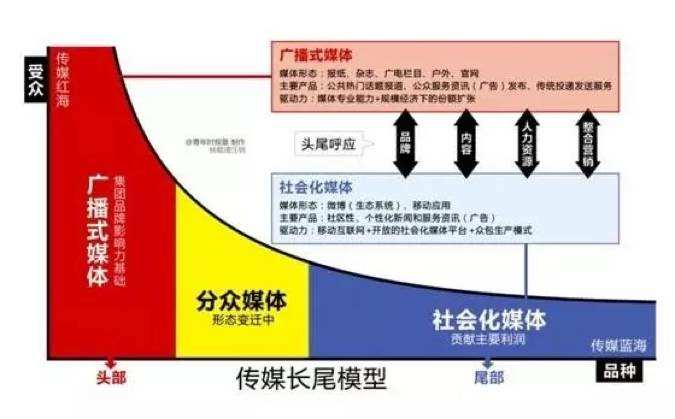 受众
传媒红海
广播式媒体
集团品牌影响力基础
广播式媒体
媒体形态：报纸、杂志、广电栏目、户外、官网
主要产品：公共热门话题报道、公众服务资讯（广告）发布、传统投递发送服务
驱动力：媒体专业能力+规模经济下的份额扩张
头尾呼应
品牌
内容
人力资源
整合营销
社会化媒体
媒体形态：微博（生态系统）、移动应用
主要产品：社区性、个性化新闻和服务资讯（广告）
驱动力：移动互联网+开放的社会化媒体平台+众包生产模式
分众媒体
形态变迁中
社会化媒体
贡献主要利润
传媒蓝海
头部
传媒长尾模型
尾部
品种